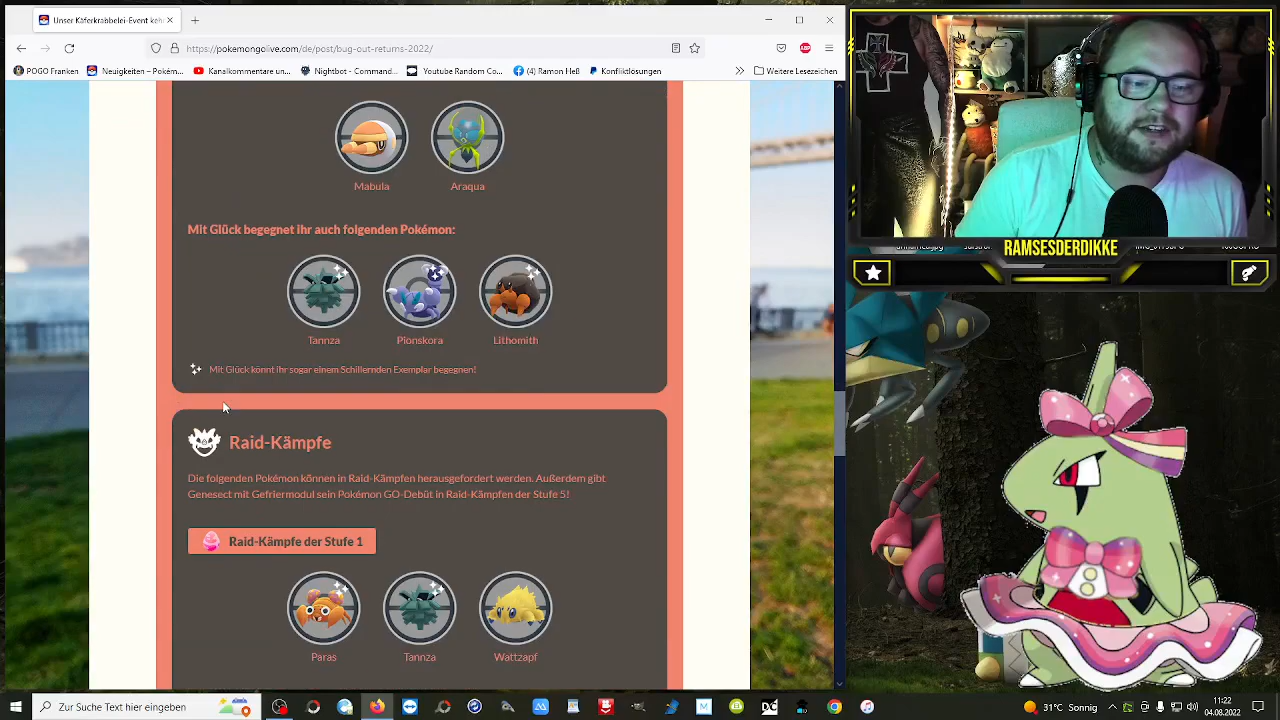 Unser Käferkrabbelei-Event keh
https://pokemongolive.com/de/post/bug-out-returns-2022/
POGO Franken
Neuigkeiten – Pokém...
Kanalkommentare un...
Nightbot - Command...
Youtube Random Co...
(4) Ramon Heß
Konfliktlösungen
Weitere Lesezeichen
Mabula
Araqua
Mit Glück begegnet ihr auch folgenden Pokémon:
Tannza
Pionskora
Lithomith
Mit Glück könnt ihr sogar einem Schillernden Exemplar begegnen!
Raid-Kämpfe
Die folgenden Pokémon können in Raid-Kämpfen herausgefordert werden. Außerdem gibt
Genesect mit Gefriermodul sein Pokémon GO-Debüt in Raid-Kämpfen der Stufe 5!
Raid-Kämpfe der Stufe 1
Paras
Tannza
Wattzapf
RAMSESDERDIKKE
Zur Suche Text hier eingeben
31°C Sonnig
11:22
04.08.2022